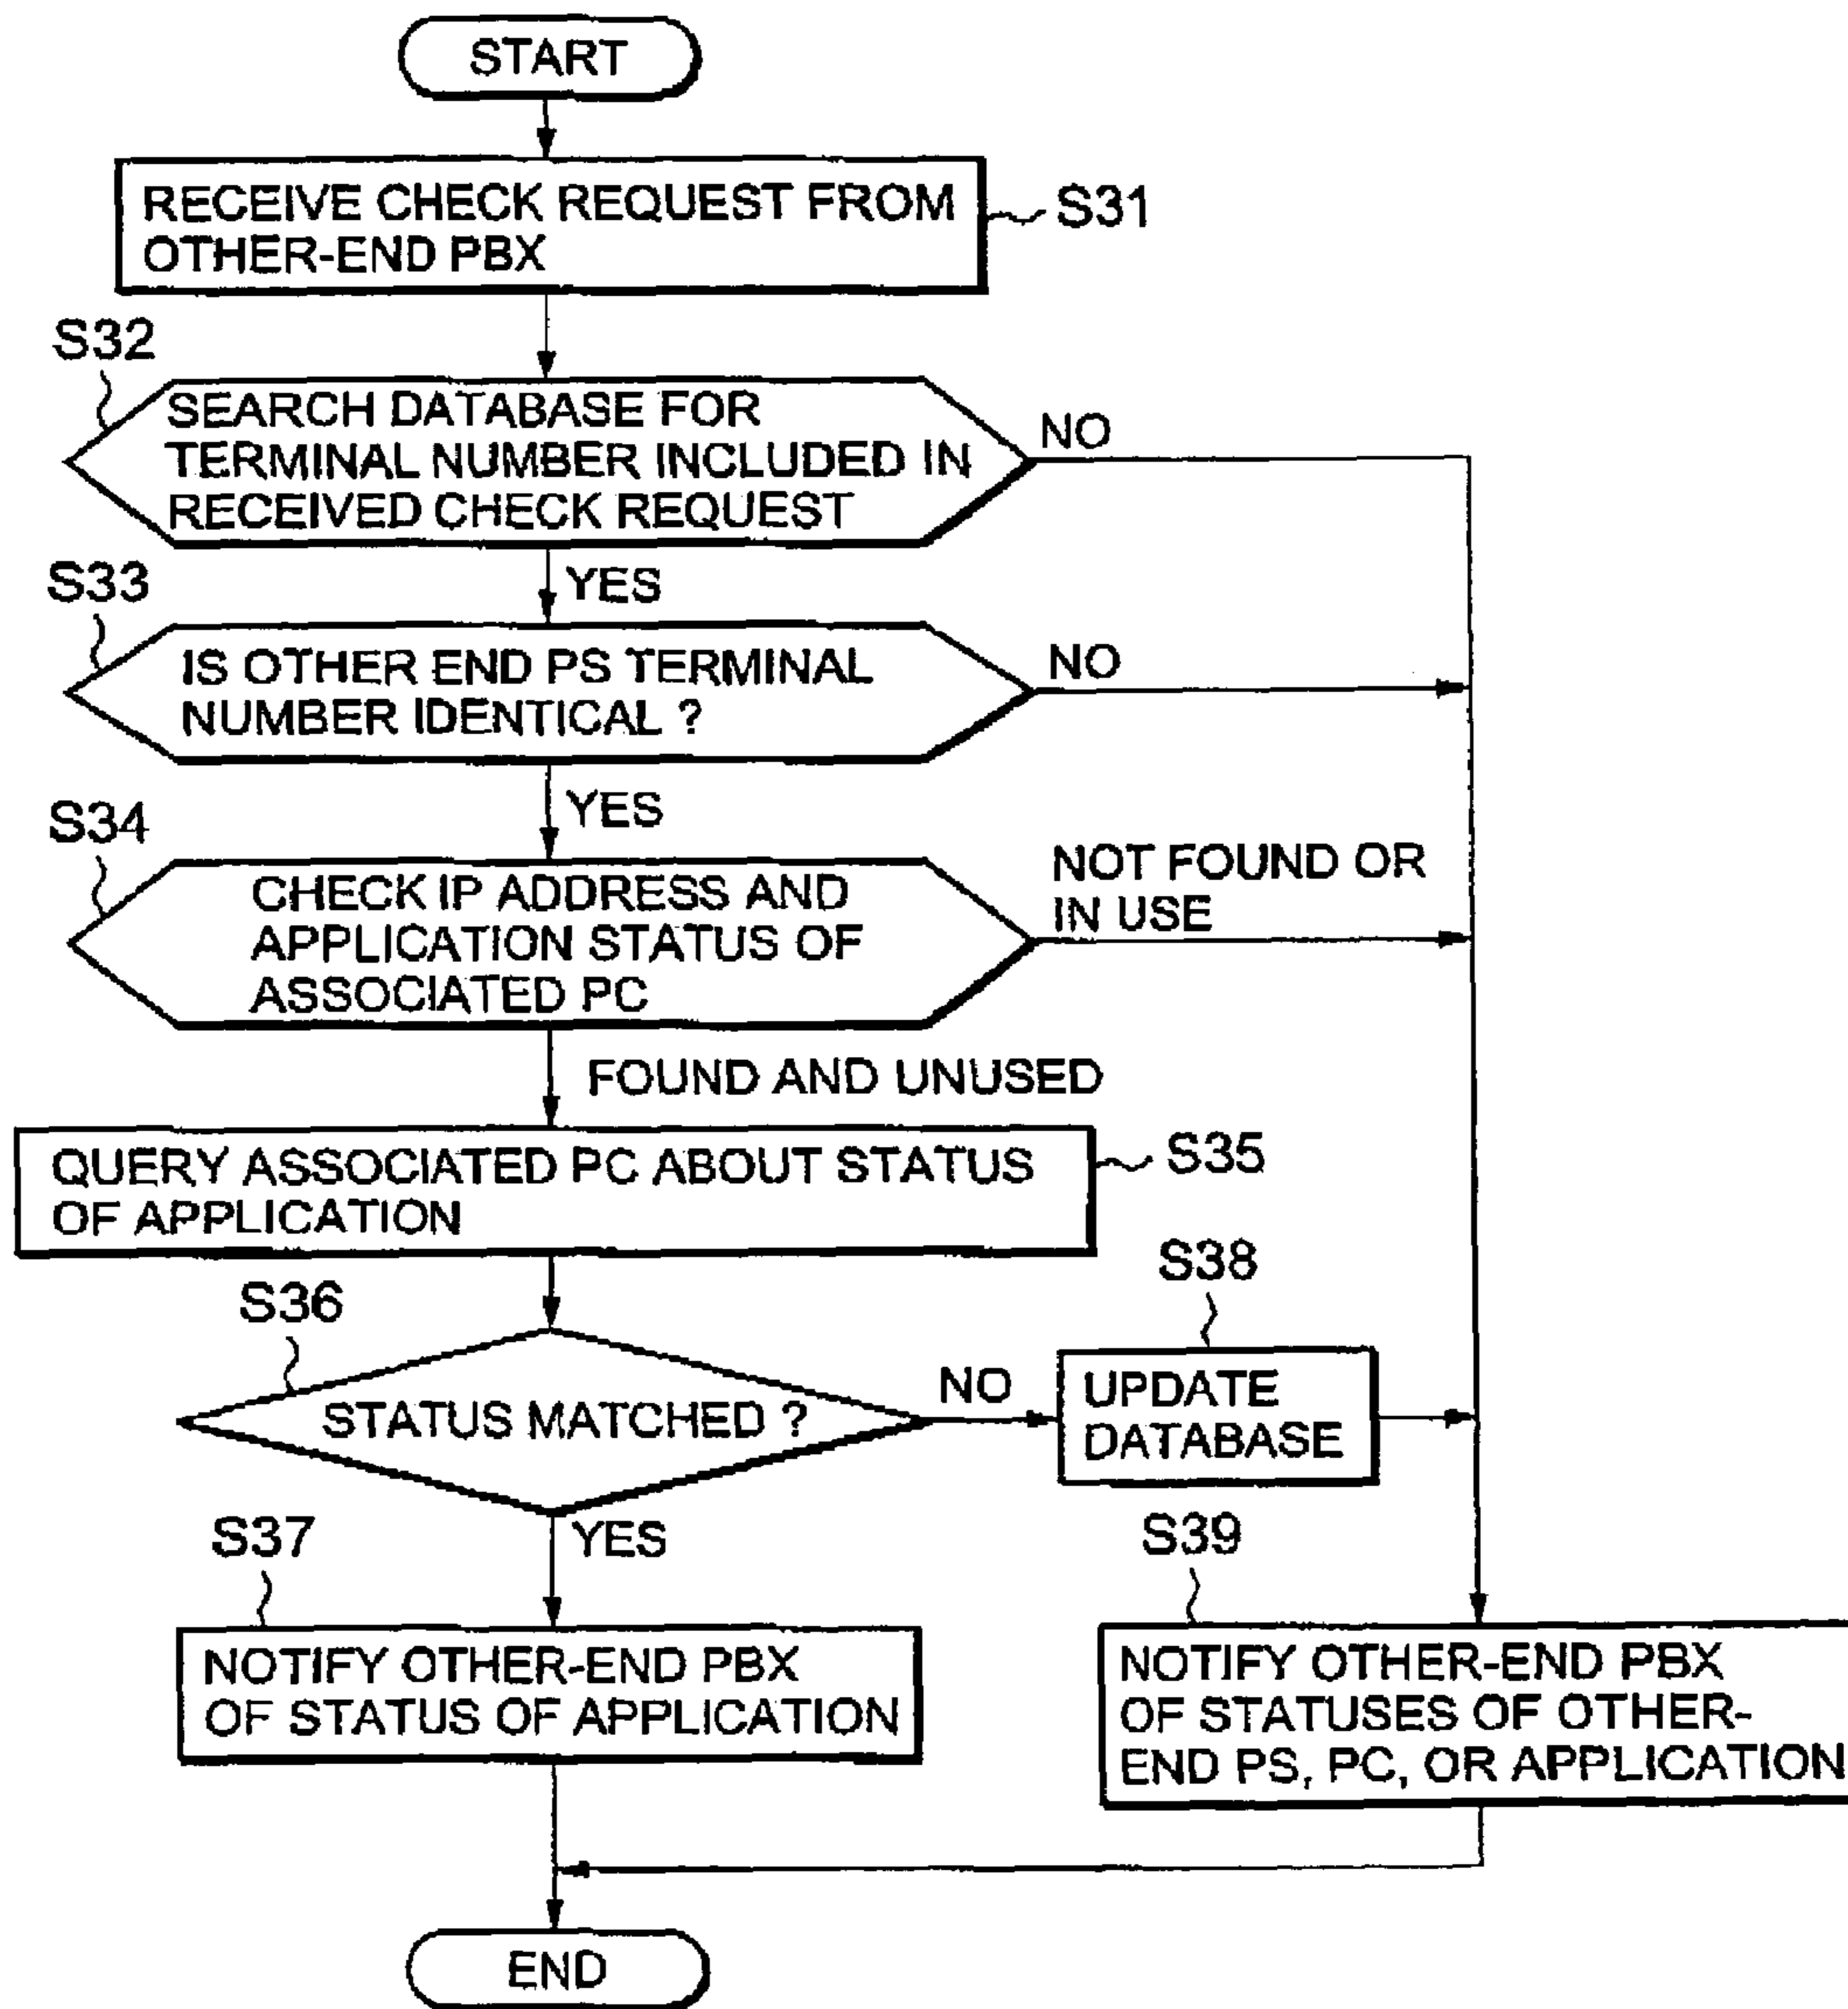 START
RECEIVE CHECK REQUEST FROM
OTHER-END PBX
S31
S32
SEARCH DATABASE FOR
TERMINAL NUMBER INCLUDED IN
RECEIVED CHECK REQUEST
NO
YES
S33
IS OTHER END PS TERMINAL
NUMBER IDENTICAL ?
NO
YES
S34
CHECK IP ADDRESS AND
APPLICATION STATUS OF
ASSOCIATED PC
NOT FOUND OR
IN USE
FOUND AND UNUSED
QUERY ASSOCIATED PC ABOUT STATUS
OF APPLICATION
S35
S36
STATUS MATCHED ?
NO
S38
UPDATE
DATABASE
YES
S37
NOTIFY OTHER-END PBX
OF STATUS OF APPLICATION
S39
NOTIFY OTHER-END PBX
OF STATUSES OF OTHER-
END PS, PC, OR APPLICATION
END